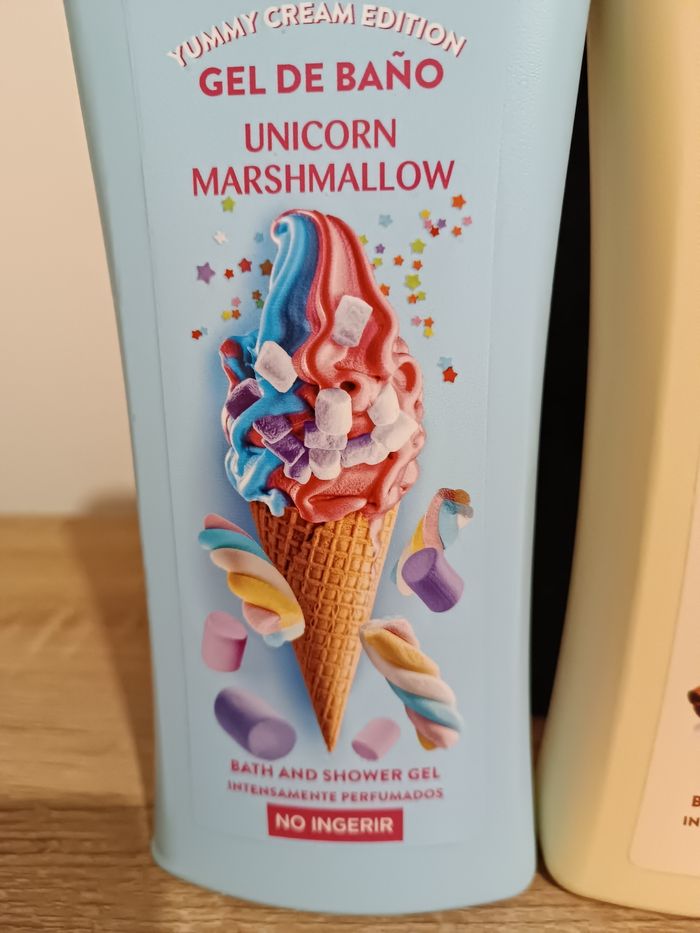 YUMMY CREAM EDITION
GEL DE BAÑO
UNICORN
MARSHMALLOW
BATH AND SHOWER GEL
INTENSAMENTE PERFUMADOS
NO INGERIR